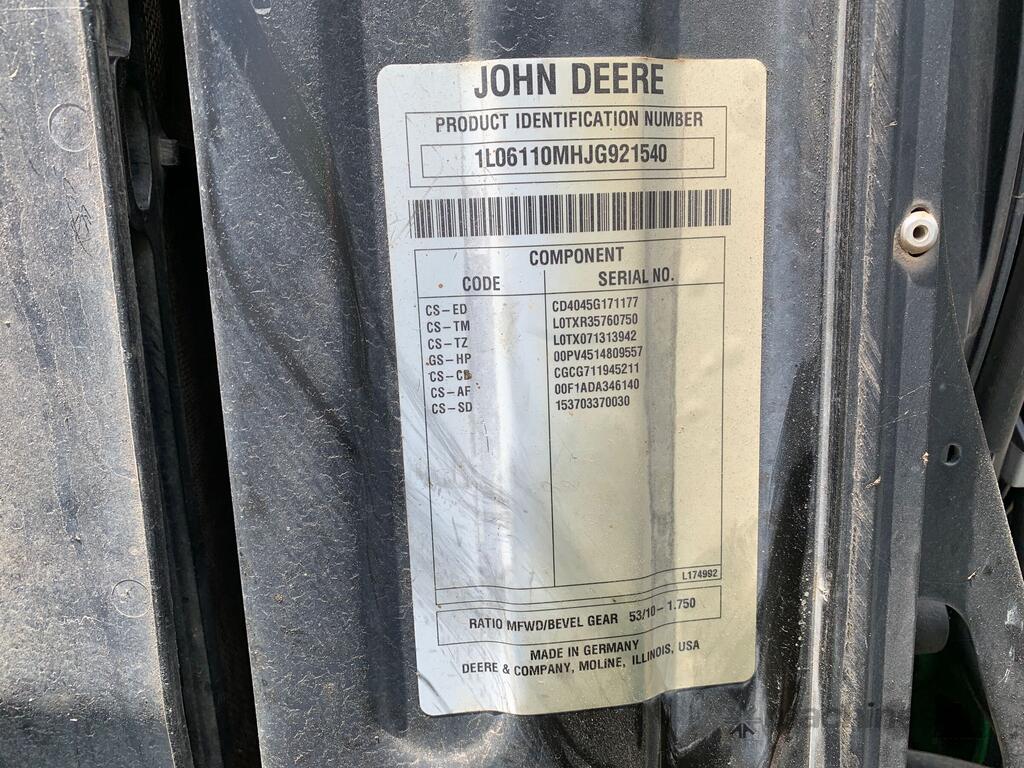 JOHN DEERE
PRODUCT IDENTIFICATION NUMBER
1L06110MHJG921540
COMPONENT
CODE SERIAL NO.
CS-ED CD4045G171177
CS-TM L0TXR35760750
CS-TZ L0TX071313942
GS-HP 00PV4514809557
CS-CB CGCG711945211
CS-AF 00F1ADA346140
CS-SD 153703370030
L174992
RATIO MFWD/BEVEL GEAR 53/10-1.750
MADE IN GERMANY
DEERE & COMPANY, MOLINE, ILLINOIS, USA